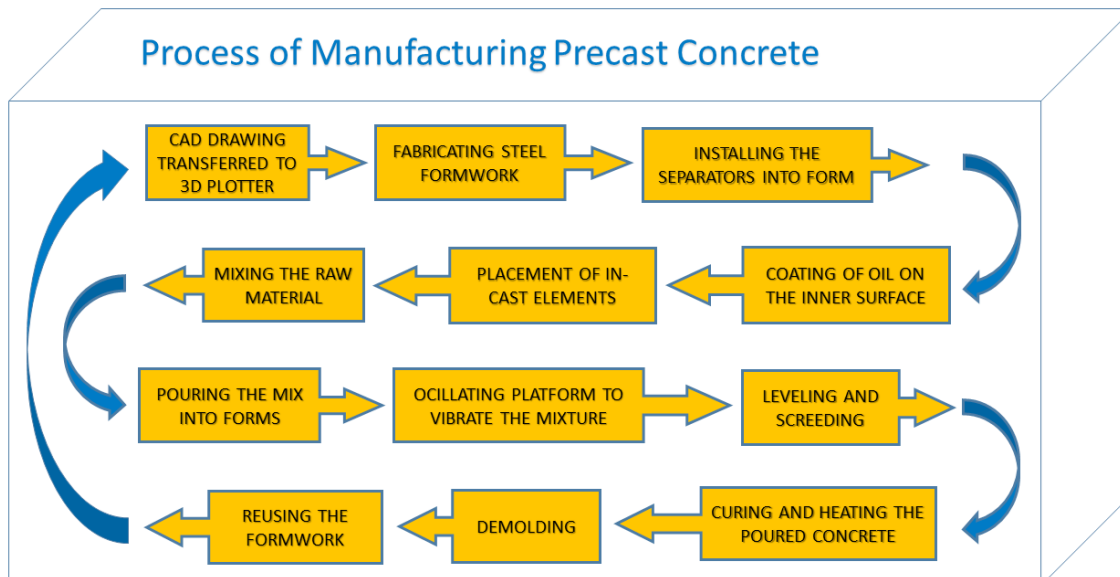 Process of Manufacturing Precast Concrete
CAD DRAWING
TRANSFERRED TO
3D PLOTTER
FABRICATING STEEL
FORMWORK
INSTALLING THE
SEPARATORS INTO FORM
COATING OF OIL ON
THE INNER SURFACE
PLACEMENT OF IN-
CAST ELEMENTS
MIXING THE RAW
MATERIAL
POURING THE MIX
INTO FORMS
OCILLATING PLATFORM TO
VIBRATE THE MIXTURE
LEVELING AND
SCREEDING
CURING AND HEATING THE
POURED CONCRETE
DEMOLDING
REUSING THE
FORMWORK